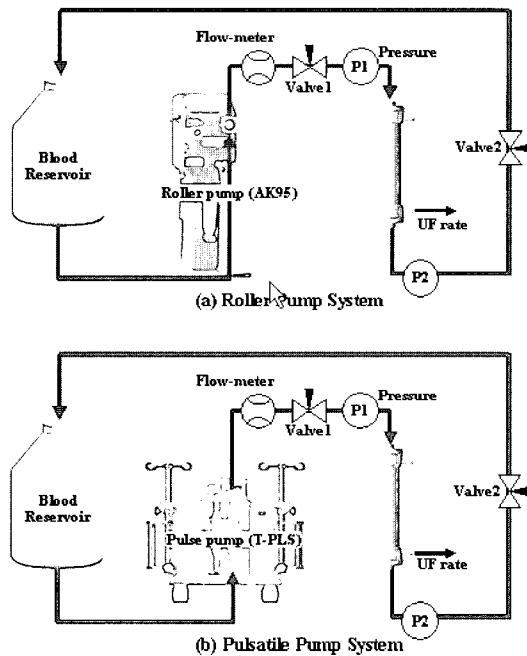 Flow-meter
Pressure
P1
Valve1
Blood
Reservoir
Valve2
Roller pump (AK95)
UF rate
P2
(a) Roller Pump System
Flow-meter
Pressure
P1
Valve1
Blood
Reservoir
Valve2
Pulse pump (T-PLS)
UF rate
P2
(b) Pulsatile Pump System